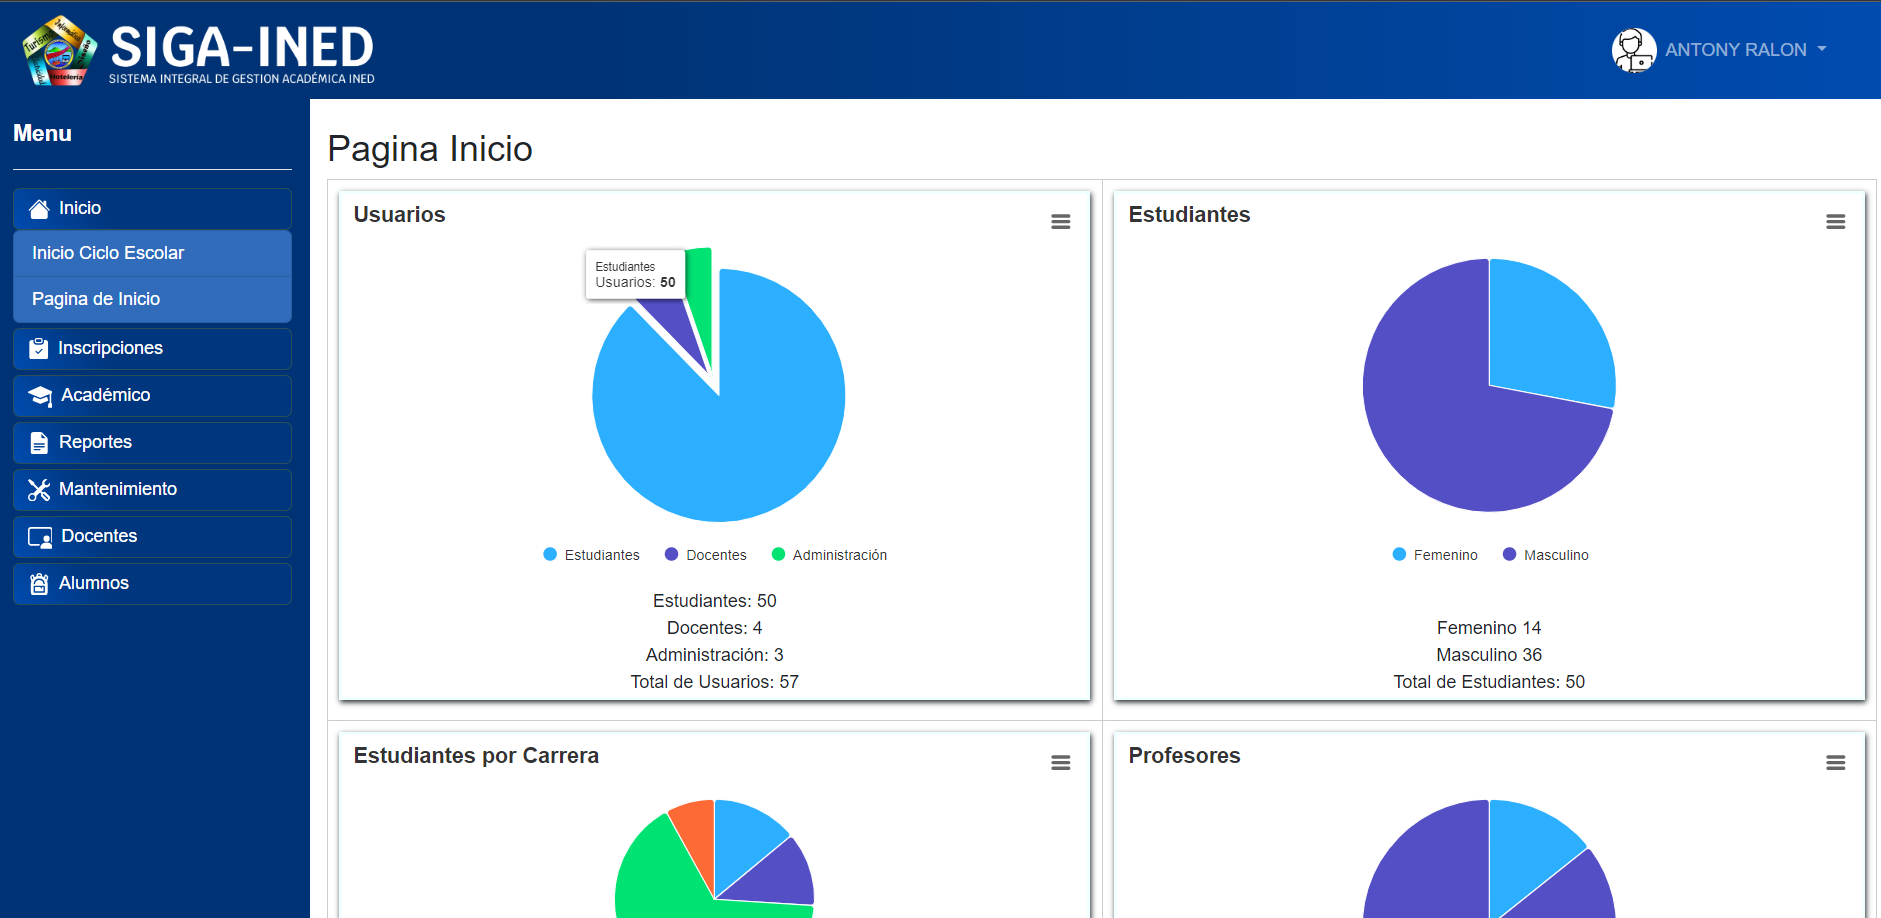 Turismo
Informática
Hotelería
SIGA-INED
SISTEMA INTEGRAL DE GESTION ACADÉMICA INED
ANTONY RALON
Menu
Inicio
Inicio Ciclo Escolar
Pagina de Inicio
Inscripciones
Académico
Reportes
Mantenimiento
Docentes
Alumnos
Pagina Inicio
Usuarios
Estudiantes
Usuarios: 50
Estudiantes Docentes Administración
Estudiantes: 50
Docentes: 4
Administración: 3
Total de Usuarios: 57
Estudiantes
Femenino Masculino
Femenino 14
Masculino 36
Total de Estudiantes: 50
Estudiantes por Carrera
Profesores